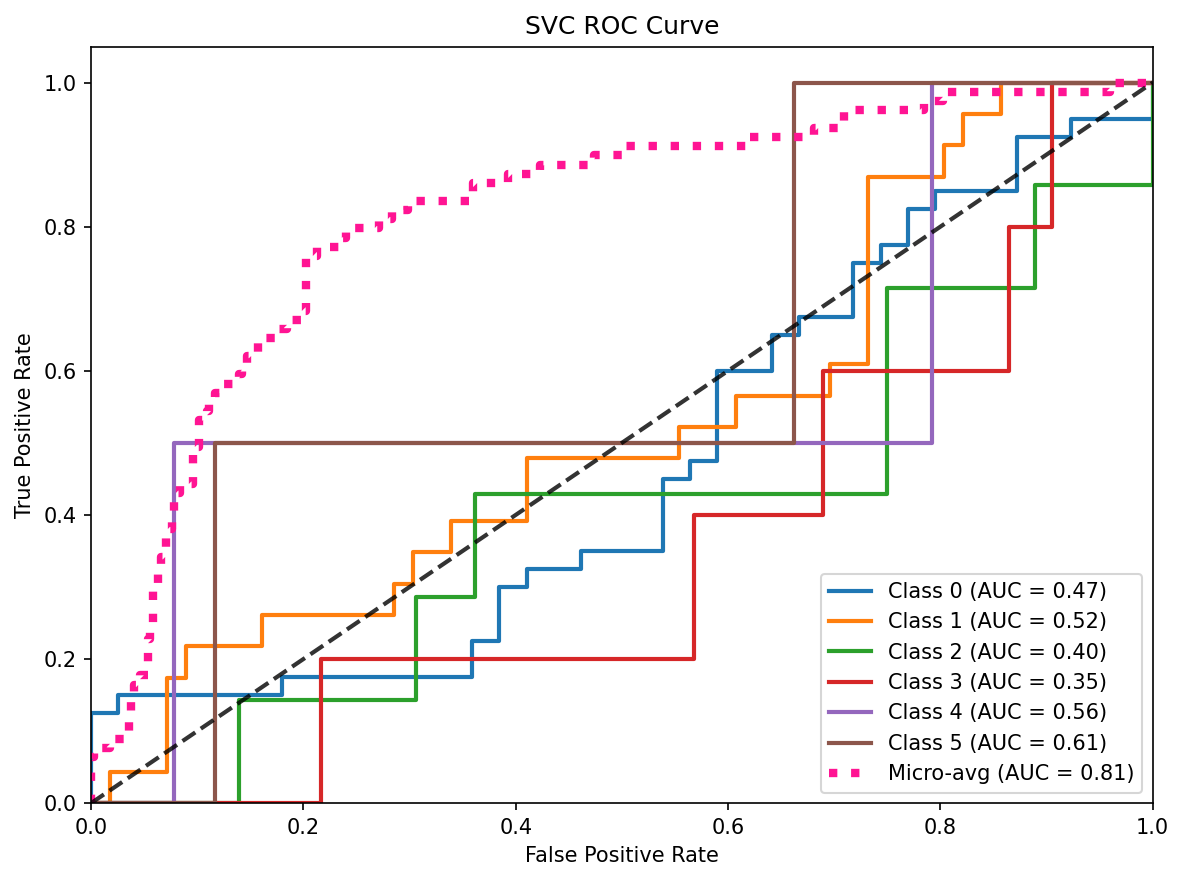 SVC ROC Curve
True Positive Rate
1.0
0.8
0.6
0.4
0.2
0.0
0.0 0.2 0.4 0.6 0.8 1.0
False Positive Rate
Class 0 (AUC = 0.47)
Class 1 (AUC = 0.52)
Class 2 (AUC = 0.40)
Class 3 (AUC = 0.35)
Class 4 (AUC = 0.56)
Class 5 (AUC = 0.61)
Micro-avg (AUC = 0.81)